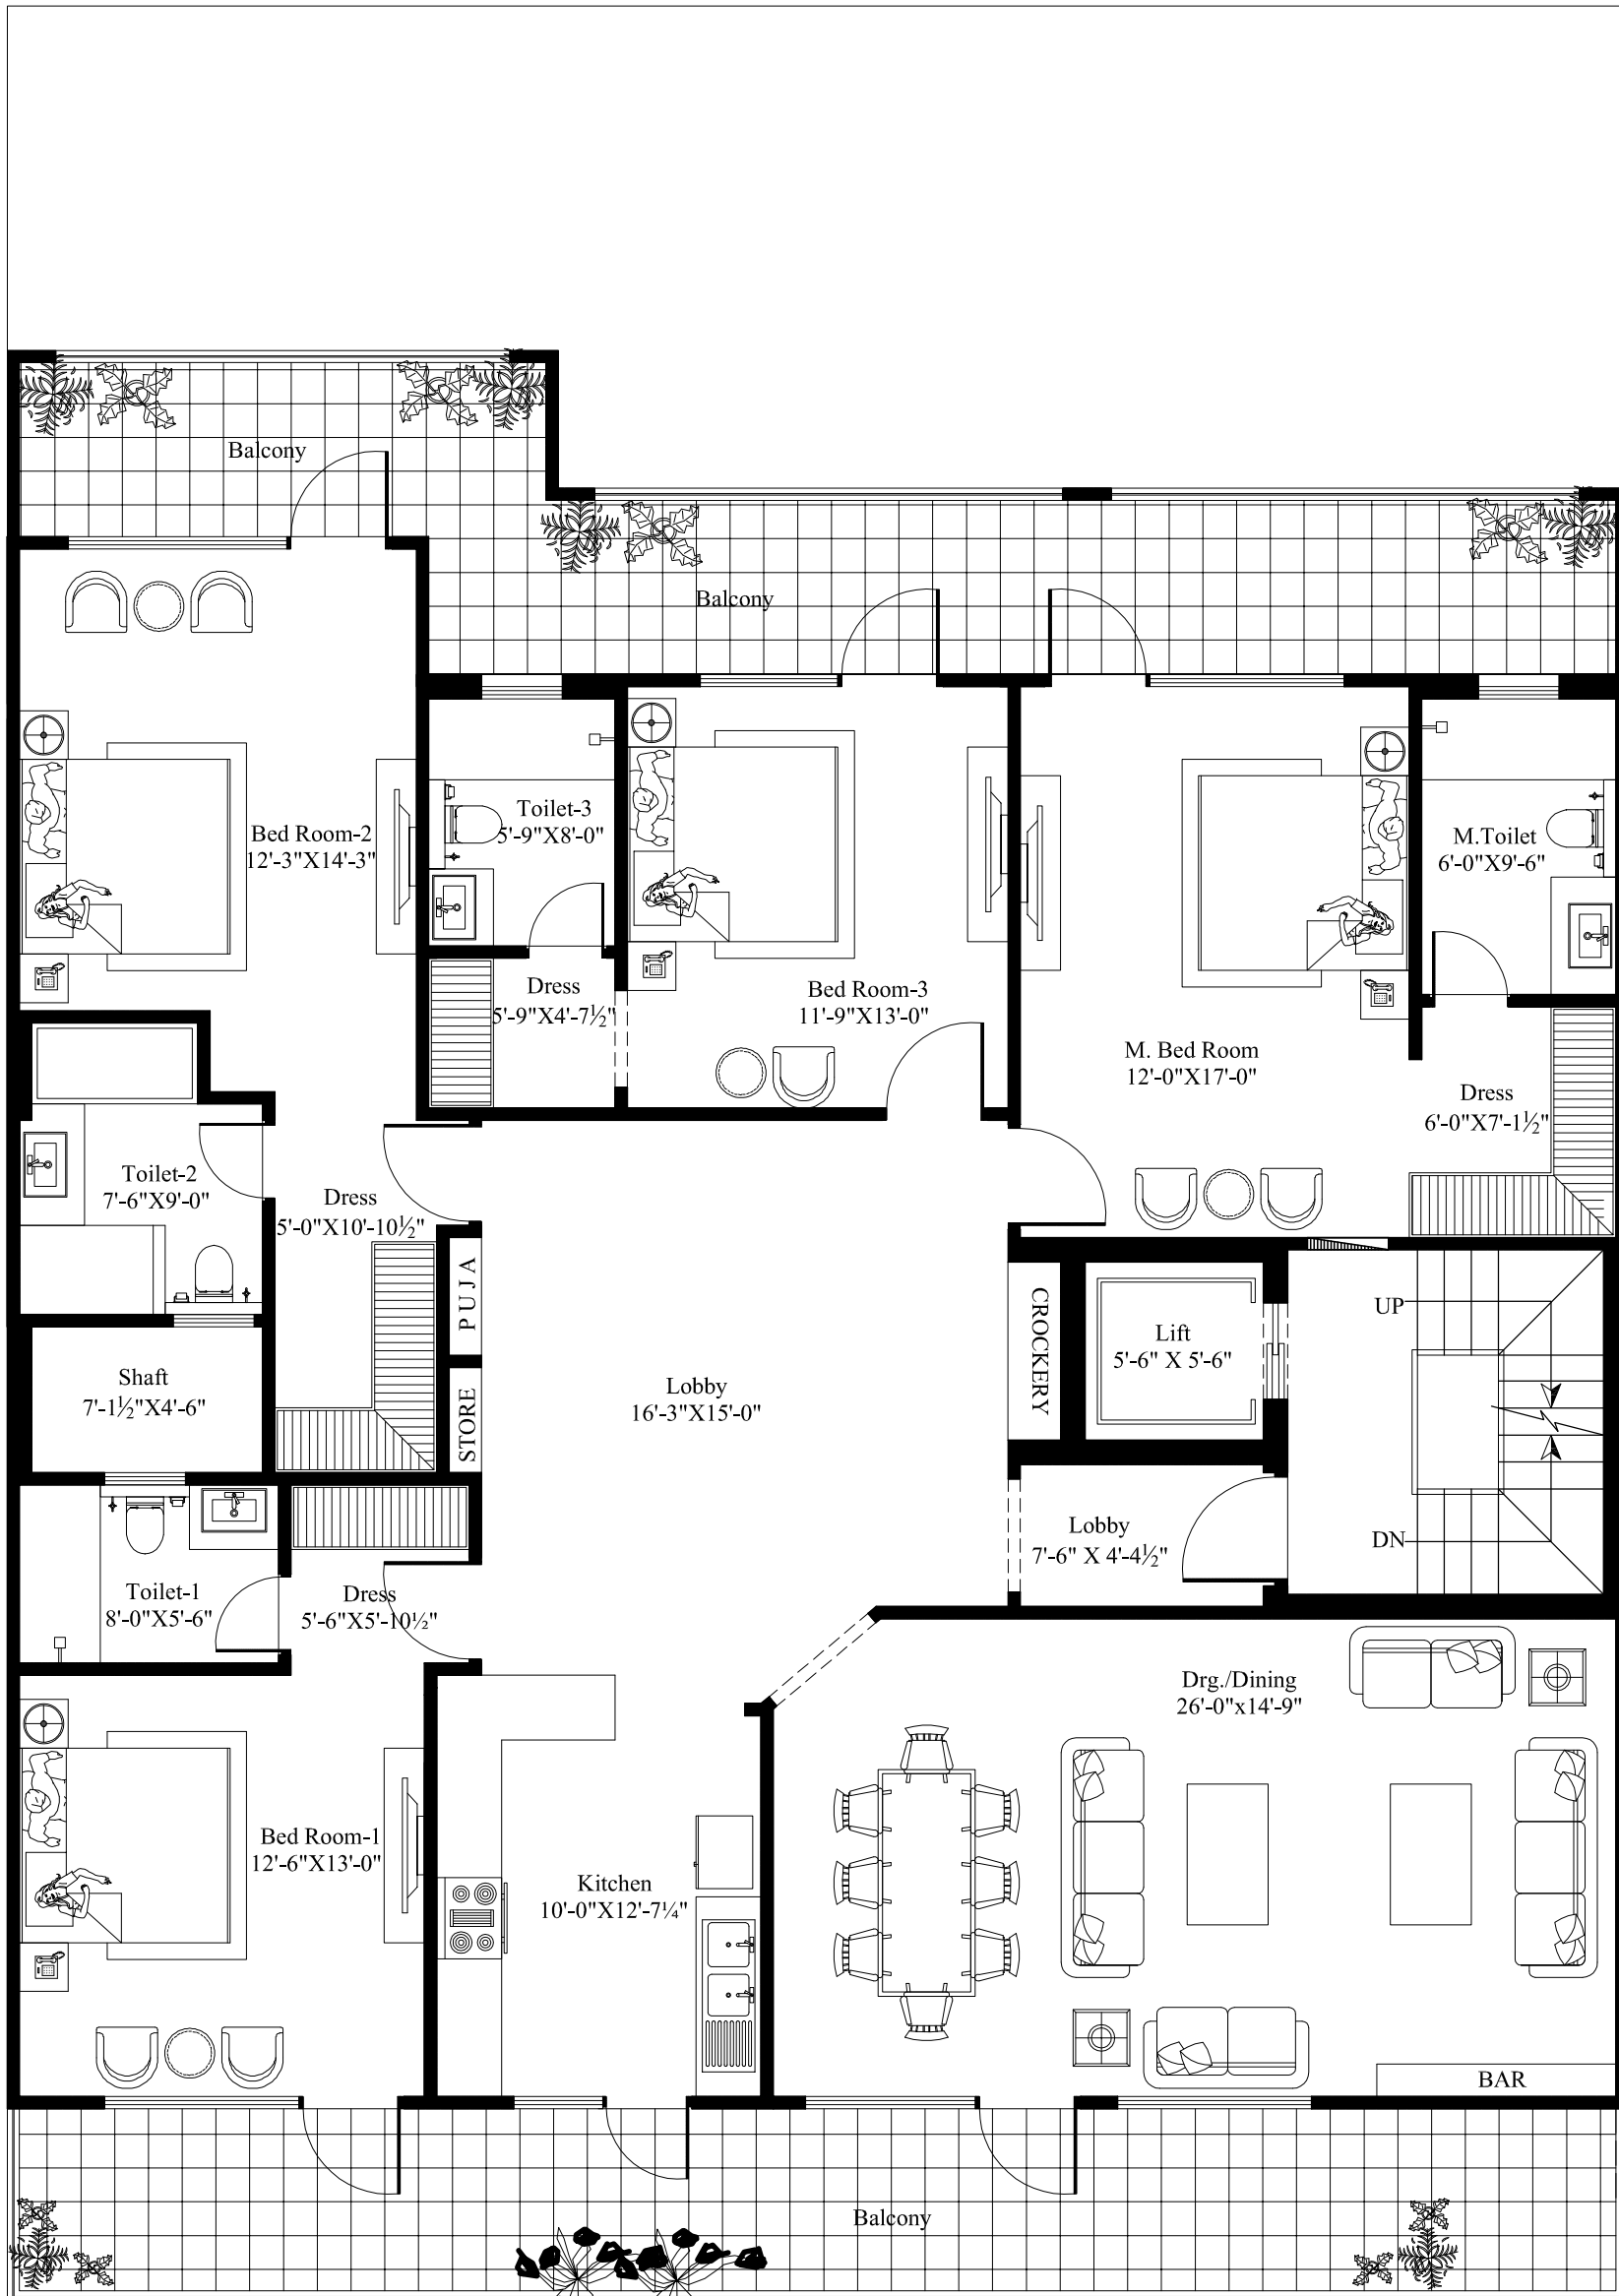 Balcony
Balcony
Bed Room-2
12'-3"X14'-3"
Toilet-3
5'-9"X8'-0"
M.Toilet
6'-0"X9'-6"
Dress
5'-9"X4'-7½"
Bed Room-3
11'-9"X13'-0"
M. Bed Room
12'-0"X17'-0"
Dress
6'-0"X7'-1½"
Toilet-2
7'-6"X9'-0"
Dress
5'-0"X10'-10½"
PUJA
CROCKERY
UP
Lift
5'-6" X 5'-6"
Shaft
7'-1½"X4'-6"
STORE
Lobby
16'-3"X15'-0"
Lobby
7'-6" X 4'-4½"
DN
Toilet-1
8'-0"X5'-6"
Dress
5'-6"X5'-10½"
Drg./Dining
26'-0"x14'-9"
Bed Room-1
12'-6"X13'-0"
Kitchen
10'-0"X12'-7¼"
BAR
Balcony